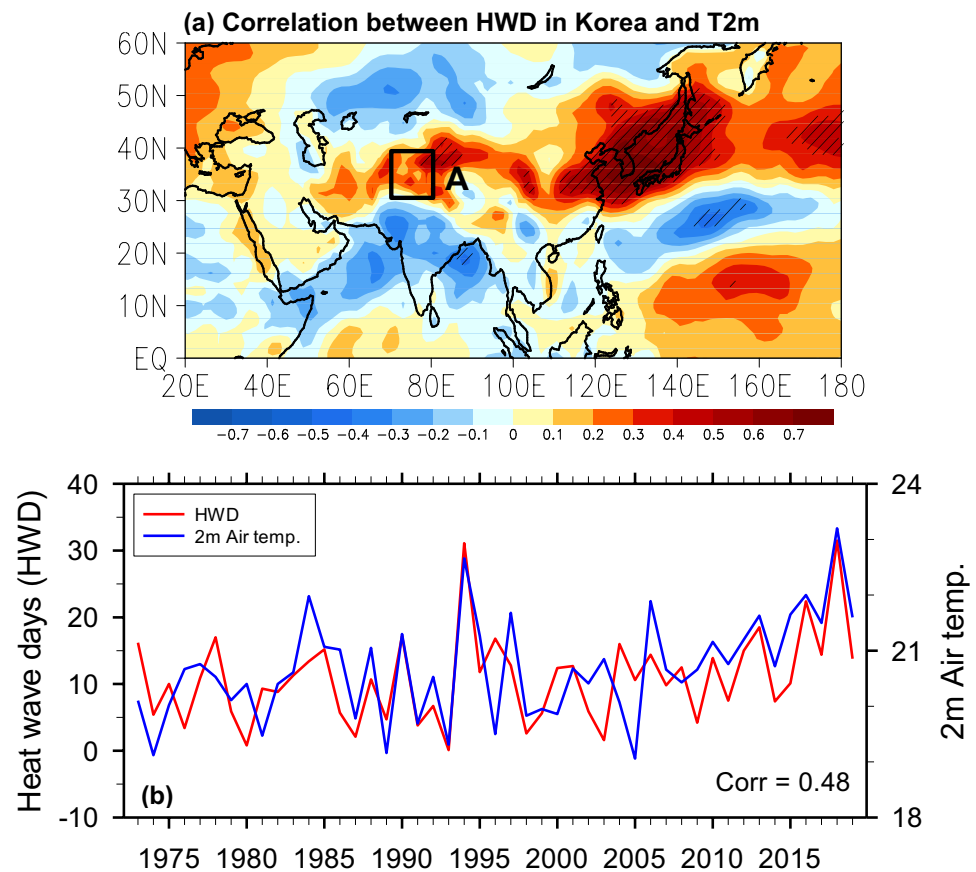 (a) Correlation between HWD in Korea and T2m
60N
50N
40N
30N
20N
10N
EQ
A
20E 40E 60E 80E 100E 120E 140E 160E 180
-0.7 -0.6 -0.5 -0.4 -0.3 -0.2 -0.1 0 0.1 0.2 0.3 0.4 0.5 0.6 0.7
Heat wave days (HWD)
40
30
20
10
0
-10
HWD
2m Air temp.
24
21
18
2m Air temp.
(b)
Corr = 0.48
1975 1980 1985 1990 1995 2000 2005 2010 2015